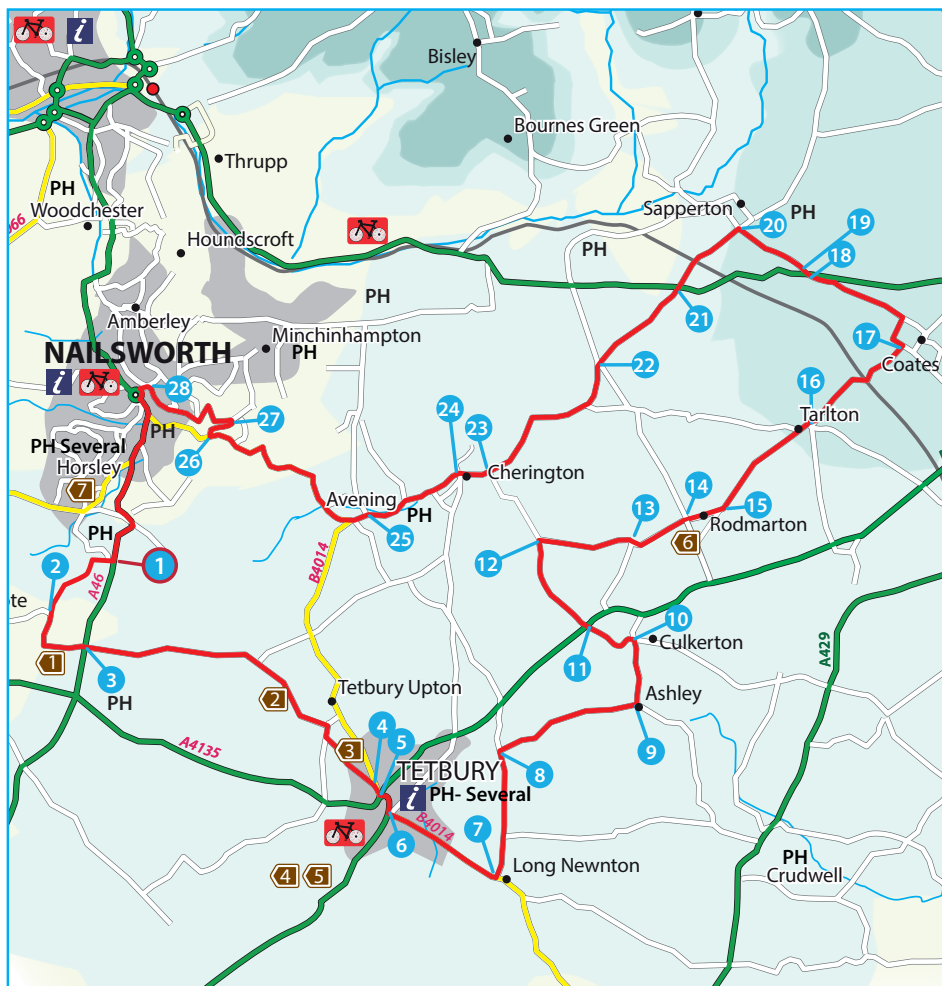 i
Bisley
Bournes Green
Thrupp
PH
Woodchester
066
Houndscroft
Sapperton
PH
20
19
18
PH
PH
21
Amberley
Minchinhampton
PH
NAILSWORTH
i
28
17
Coates
22
16
Tarlton
27
PH
26
24
23
PH Several
Horsley
7
Cherington
Avening
PH
25
14
13
15
Rodmarton
6
12
PH
1
2
A46
B4014
ote
10
Culkerton
11
A429
1
3
PH
2
Tetbury Upton
Ashley
9
4
5
3
A4135
TETBURY
i
PH- Several
8
6
B4014
7
Long Newnton
4
5
PH
Crudwell